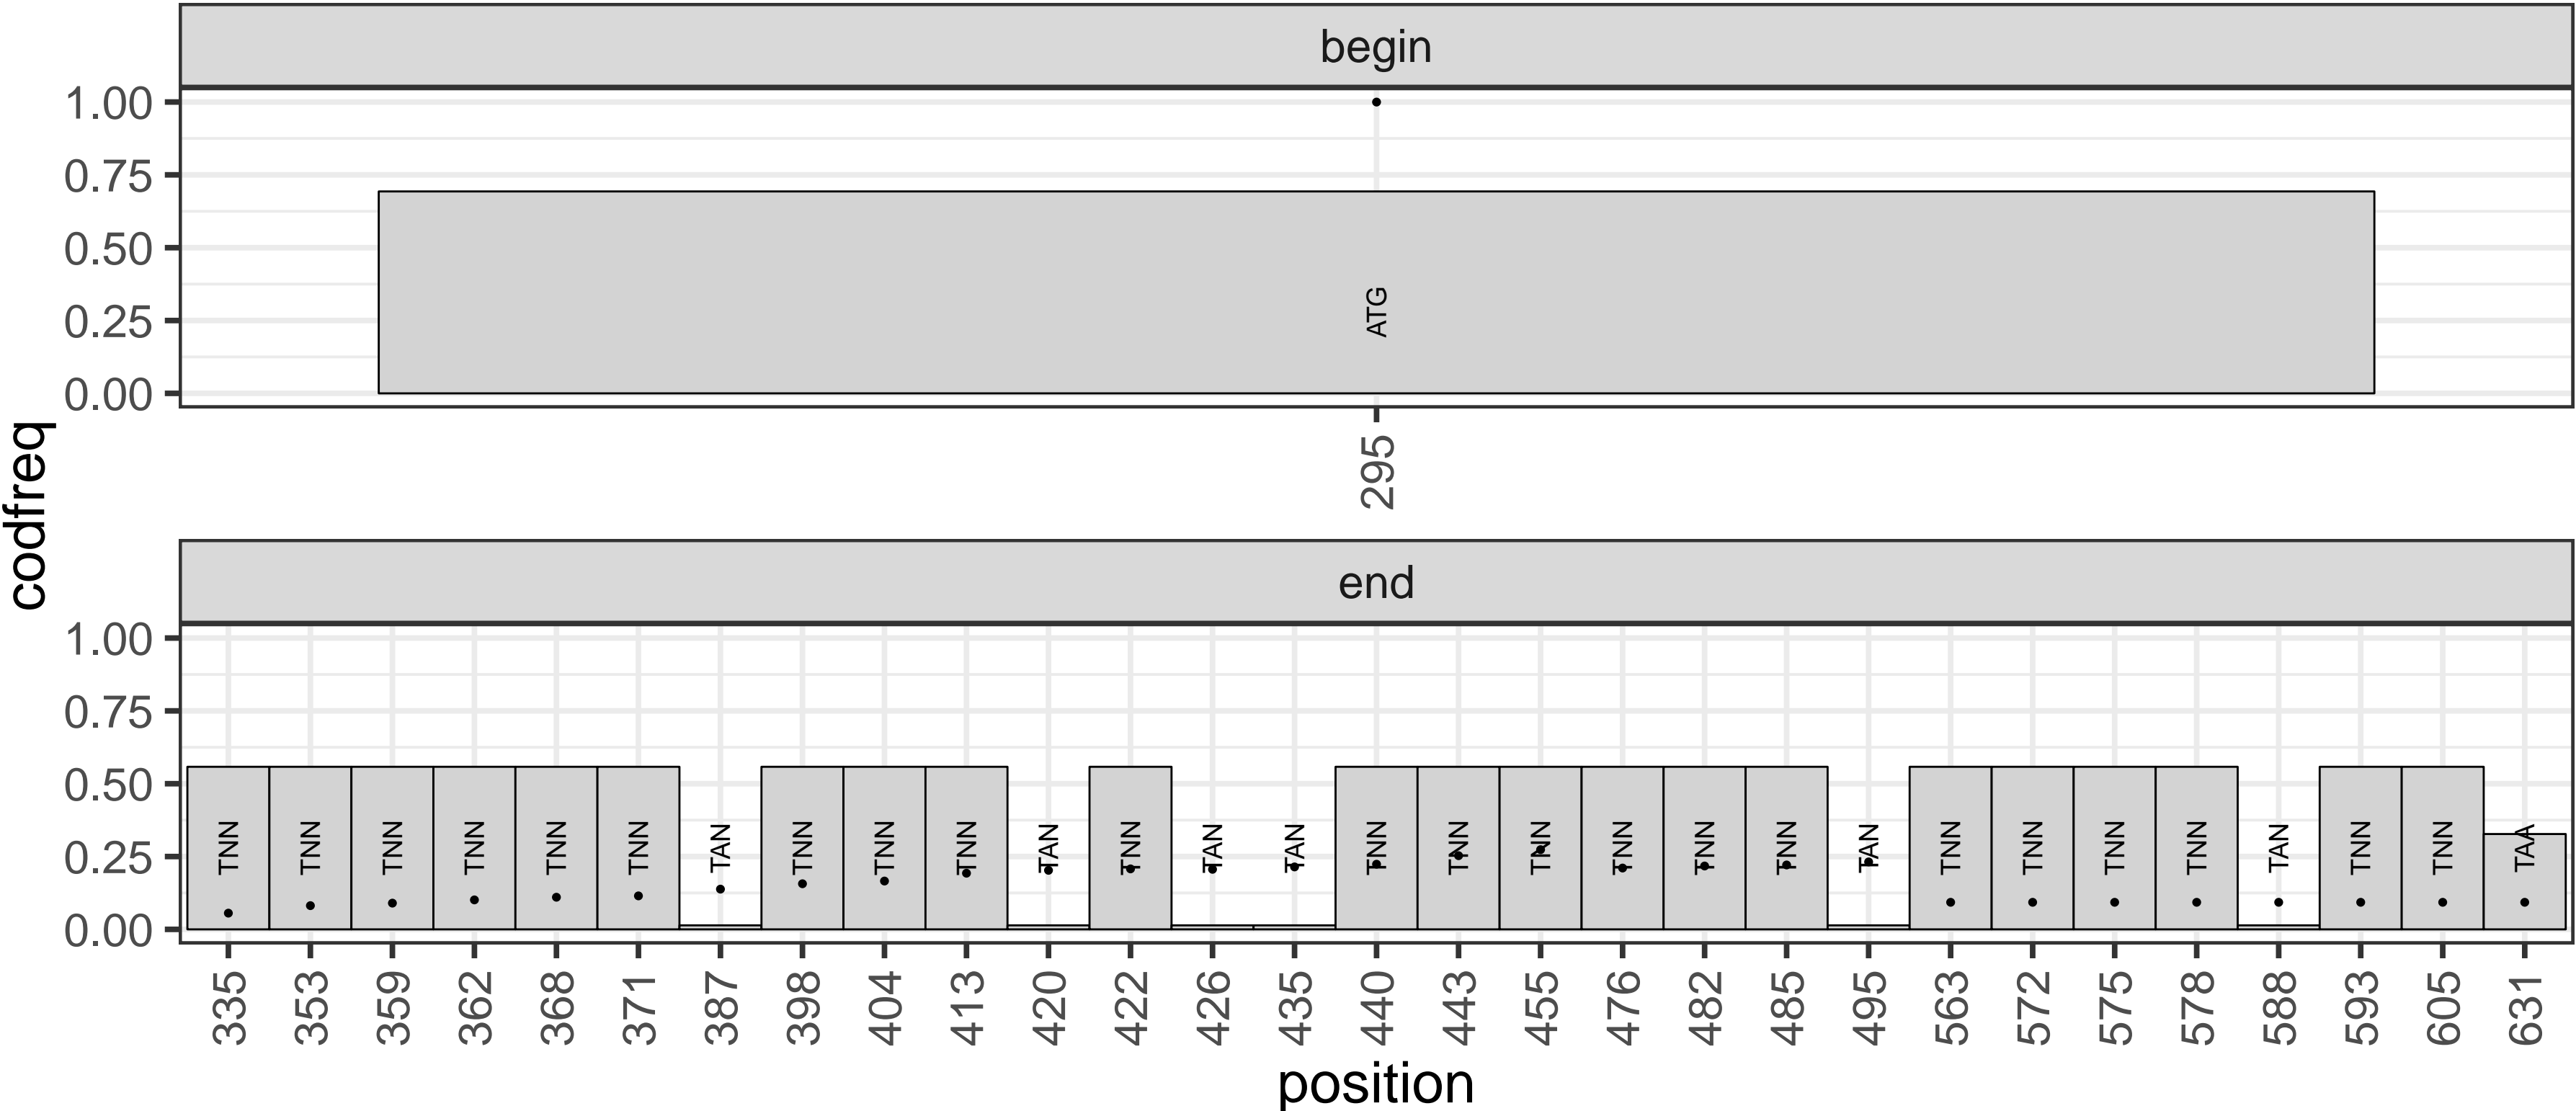 begin
1.00
0.75
0.50
0.25
0.00
ATG
295
codfreq
end
1.00
0.75
0.50
0.25
0.00
TNN TNN TNN TNN TNN TNN TAN TNN TNN TNN TAN TNN TAN TAN TNN TNN TNN TNN TNN TNN TAN TNN TNN TNN TNN TAN TNN TNN TAA
335 353 359 362 368 371 387 398 404 413 420 422 426 435 440 443 455 476 482 485 495 563 572 575 578 588 593 605 631
position